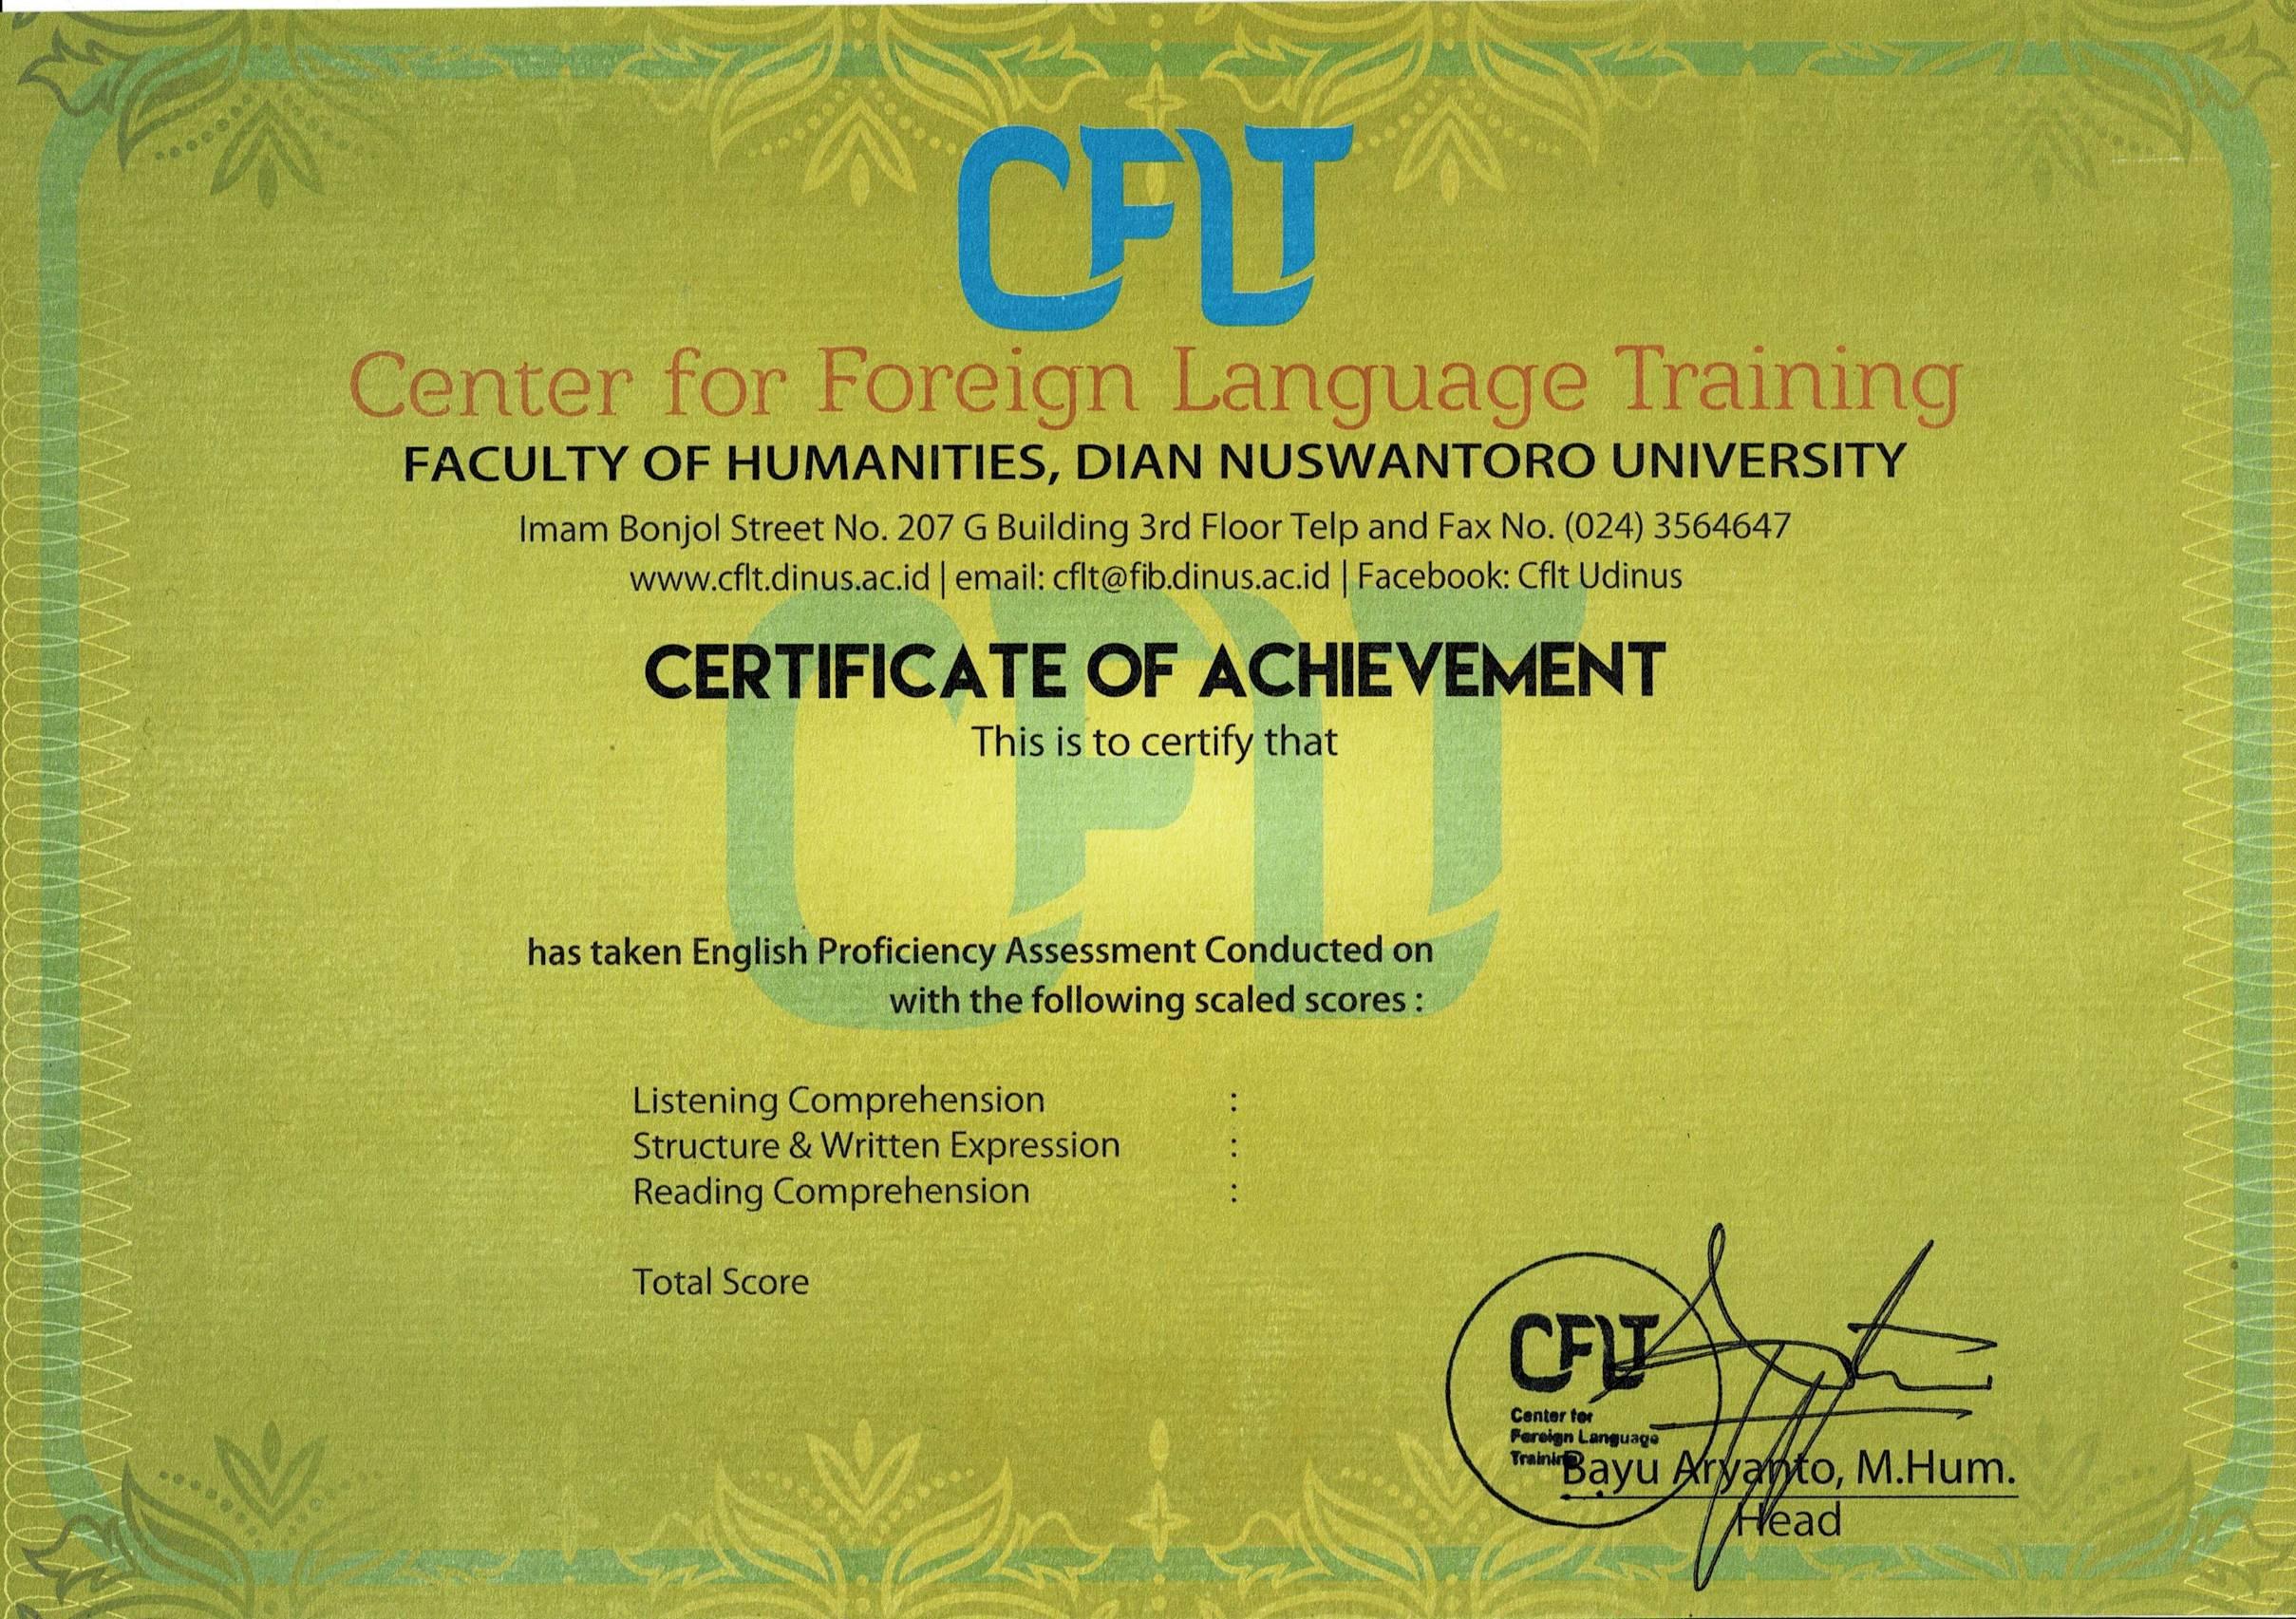 CFLT
Center for Foreign Language Training
FACULTY OF HUMANITIES, DIAN NUSWANTORO UNIVERSITY
Imam Bonjol Street No. 207 G Building 3rd Floor Telp and Fax No. (024) 3564647
www.cflt.dinus.ac.id | email: cflt@fib.dinus.ac.id | Facebook: Cflt Udinus
CERTIFICATE OF ACHIEVEMENT
This is to certify that
CFLT
has taken English Proficiency Assessment Conducted on
with the following scaled scores :
Listening Comprehension :
Structure & Written Expression :
Reading Comprehension :
Total Score
CFLT
Center for
Foreign Language
Training
Bayu Aryanto, M.Hum.
Head